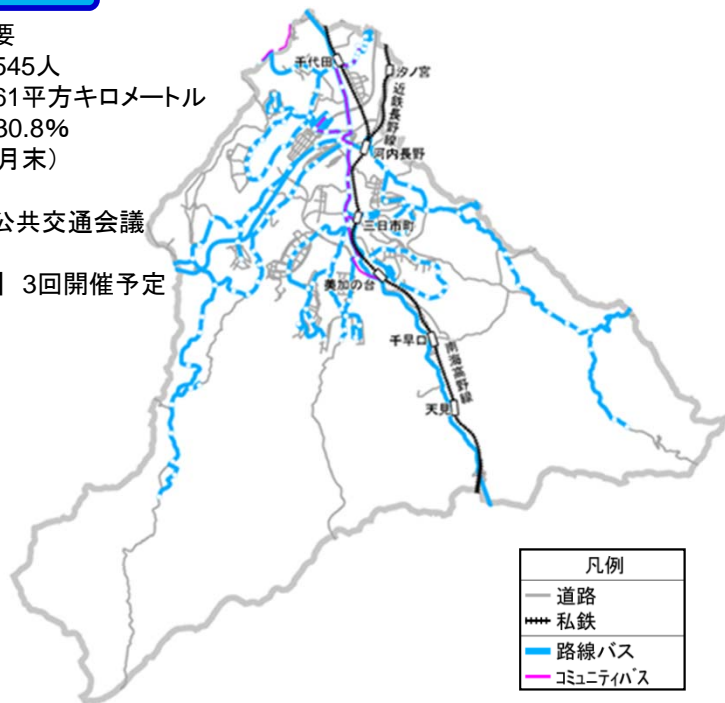 要
545人
61平方キロメートル
30.8%
月末）
公共交通会議
】 3回開催予定
千代田
汐ノ宮
近鉄長野線
河内長野
三日市町
美加の台
千早口
南海高野線
天見
凡例
道路
私鉄
路線バス
コミュニティバス